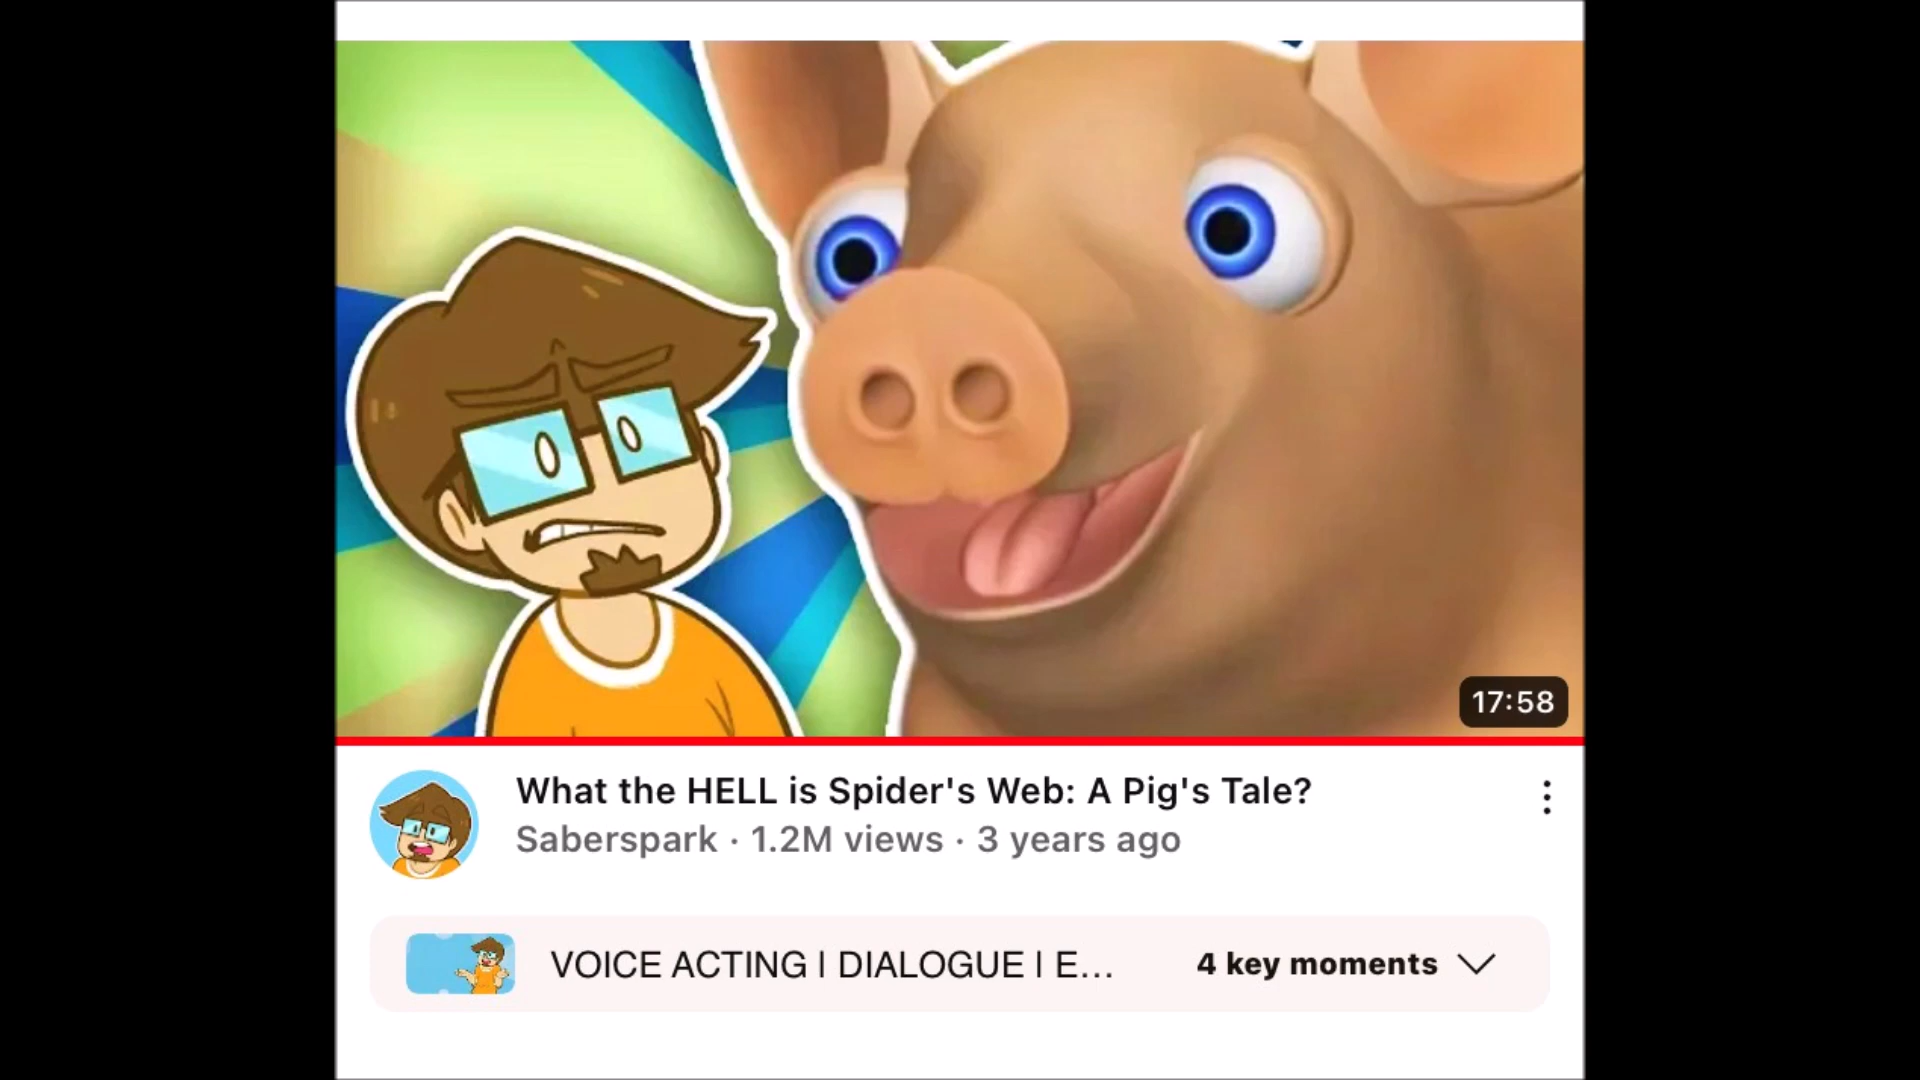 17:58
What the HELL is Spider's Web: A Pig's Tale?
Saberspark · 1.2M views · 3 years ago
VOICE ACTING | DIALOGUE | E... 4 key moments